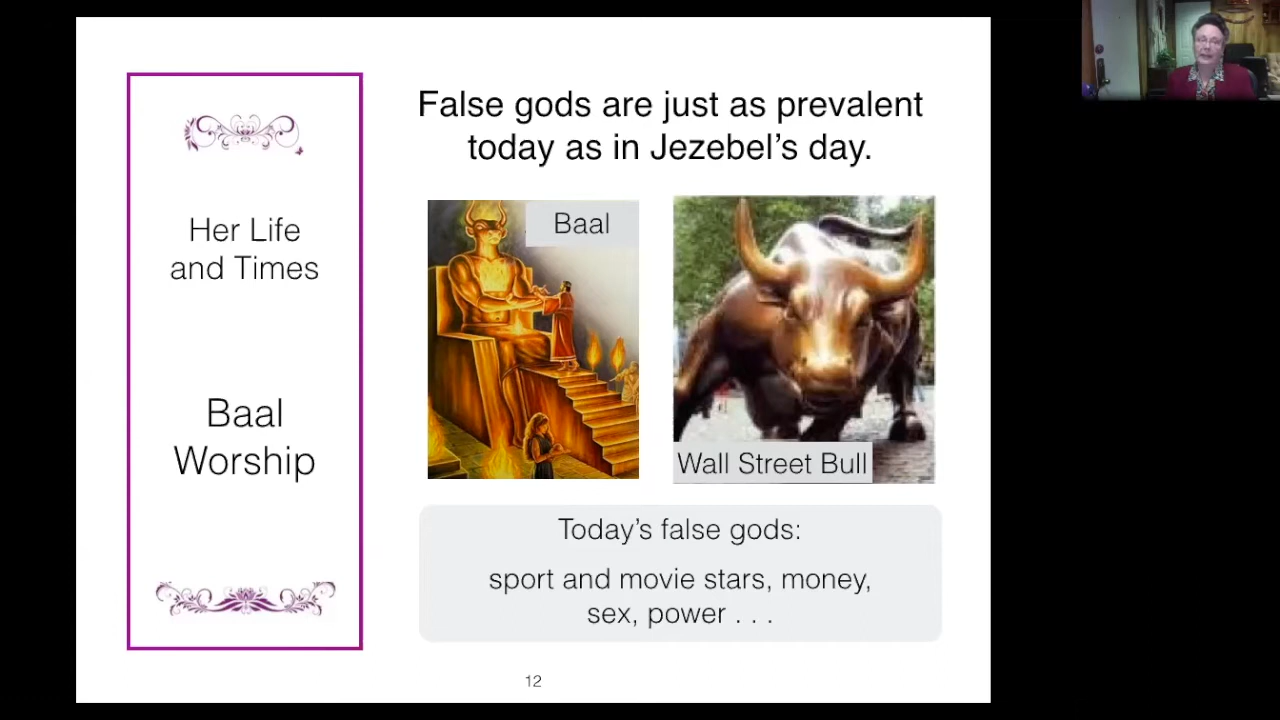 Her Life
and Times
Baal
Worship
False gods are just as prevalent
today as in Jezebel’s day.
Baal
Wall Street Bull
Today’s false gods:
sport and movie stars, money,
sex, power . . .
12